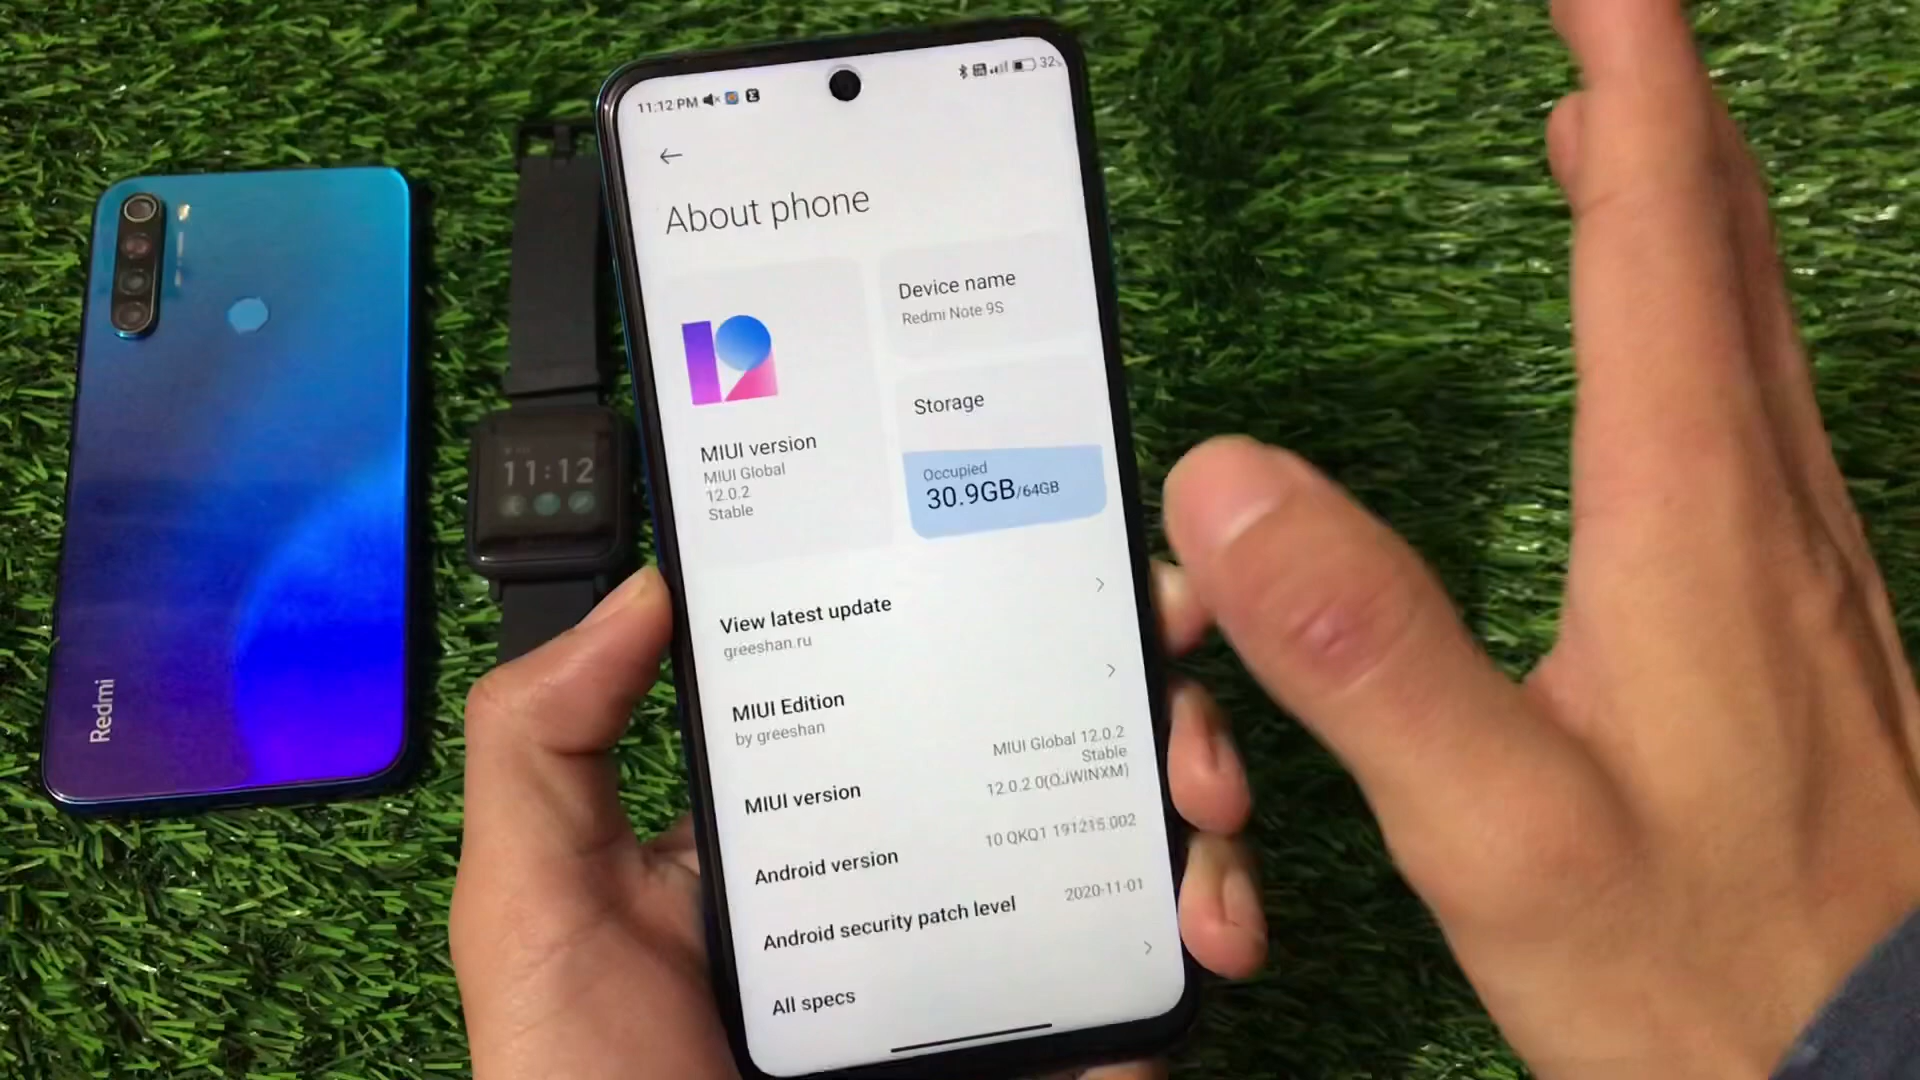 11:12 PM
32
About phone
Device name
Redmi Note 9S
MIUI version
MIUI Global
12.0.2
Stable
Storage
Occupied
30.9GB/64GB
View latest update
greeshan.ru
MIUI Edition
by greeshan
MIUI version
MIUI Global 12.0.2
Stable
12.0.2.0(QJWINXM)
Android version
10 QKQ1 191215.002
Android security patch level
2020-11-01
All specs
11:12
Redmi